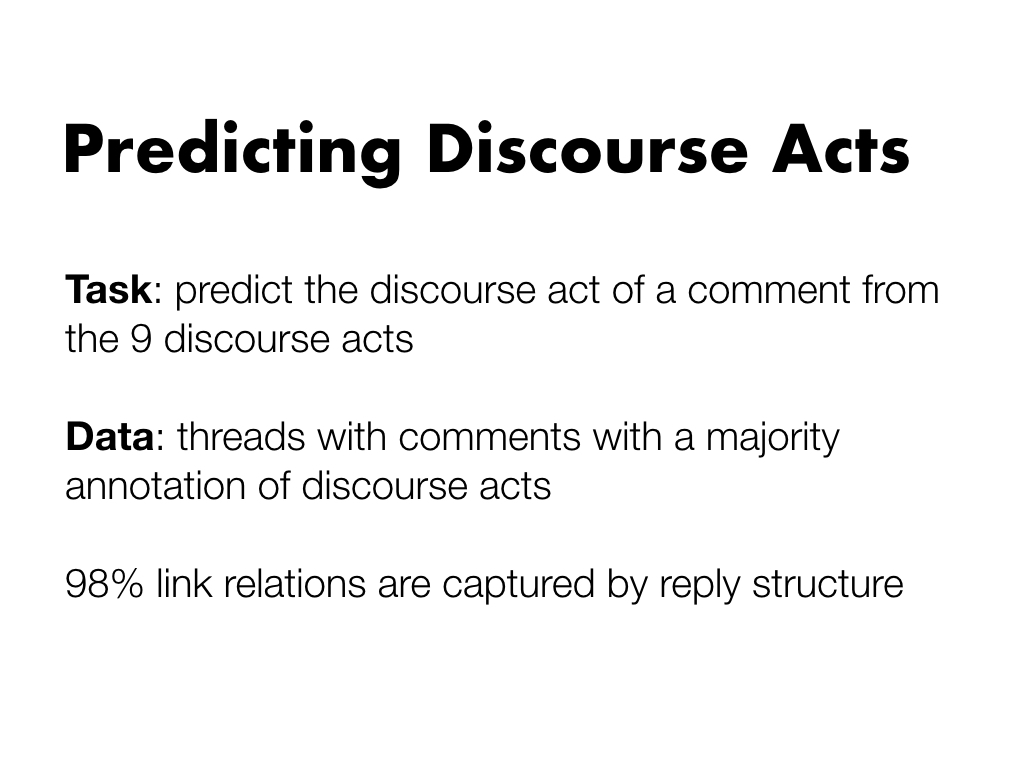 Predicting Discourse Acts
Task: predict the discourse act of a comment from
the 9 discourse acts
Data: threads with comments with a majority
annotation of discourse acts
98% link relations are captured by reply structure